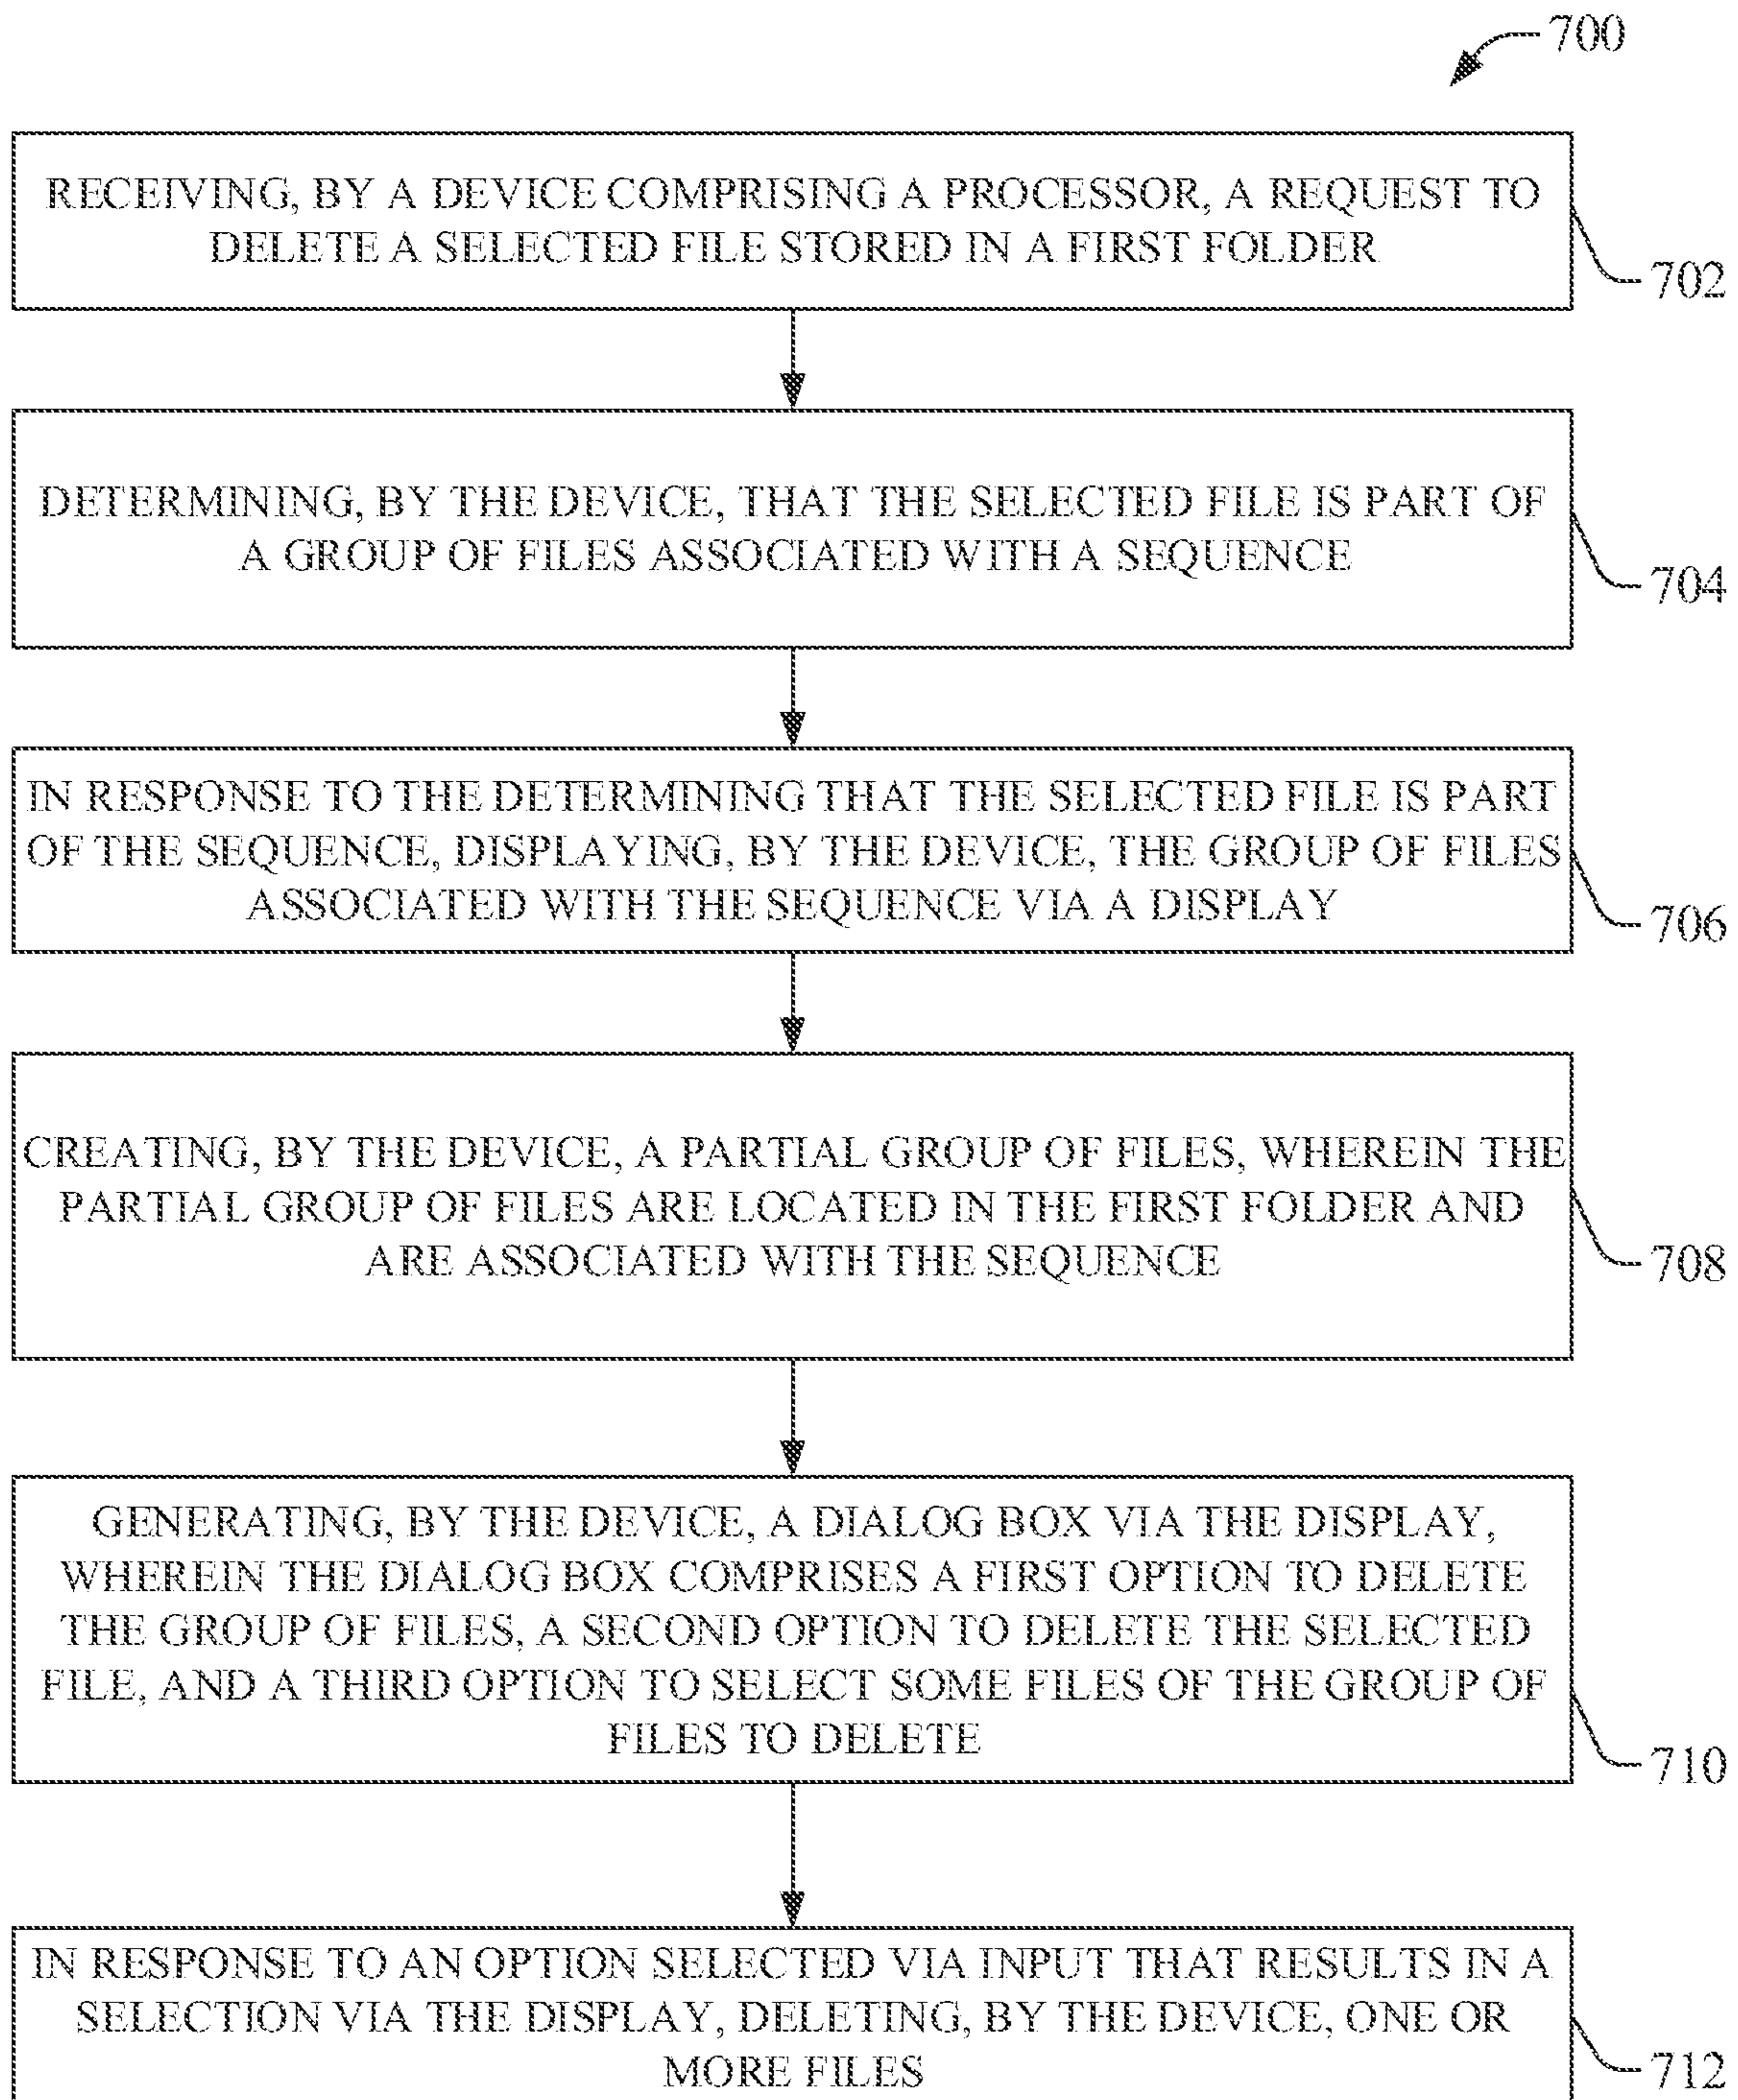 700
RECEIVING, BY A DEVICE COMPRISING A PROCESSOR, A REQUEST TO
DELETE A SELECTED FILE STORED IN A FIRST FOLDER
702
DETERMINING, BY THE DEVICE, THAT THE SELECTED FILE IS PART OF
A GROUP OF FILES ASSOCIATED WITH A SEQUENCE
704
IN RESPONSE TO THE DETERMINING THAT THE SELECTED FILE IS PART
OF THE SEQUENCE, DISPLAYING, BY THE DEVICE, THE GROUP OF FILES
ASSOCIATED WITH THE SEQUENCE VIA A DISPLAY
706
CREATING, BY THE DEVICE, A PARTIAL GROUP OF FILES, WHEREIN THE
PARTIAL GROUP OF FILES ARE LOCATED IN THE FIRST FOLDER AND
ARE ASSOCIATED WITH THE SEQUENCE
708
GENERATING, BY THE DEVICE, A DIALOG BOX VIA THE DISPLAY,
WHEREIN THE DIALOG BOX COMPRISES A FIRST OPTION TO DELETE
THE GROUP OF FILES, A SECOND OPTION TO DELETE THE SELECTED
FILE, AND A THIRD OPTION TO SELECT SOME FILES OF THE GROUP OF
FILES TO DELETE
710
IN RESPONSE TO AN OPTION SELECTED VIA INPUT THAT RESULTS IN A
SELECTION VIA THE DISPLAY, DELETING, BY THE DEVICE, ONE OR
MORE FILES
712